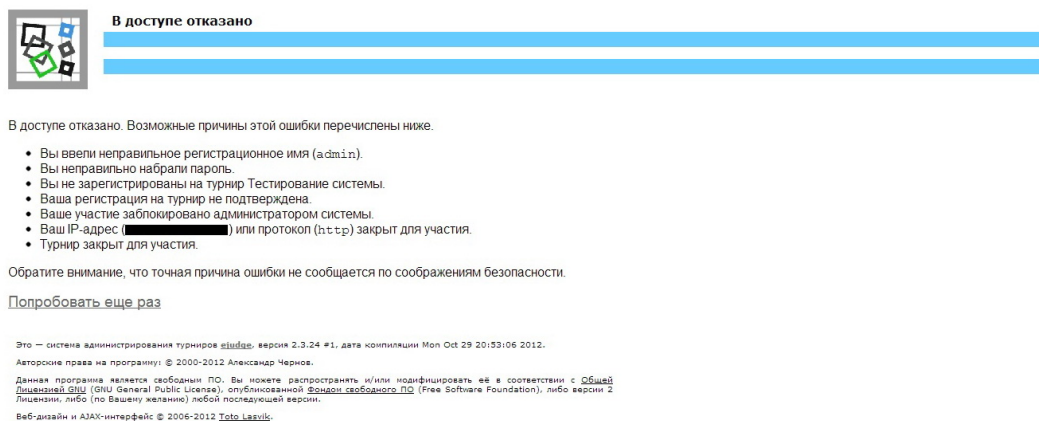 В доступе отказано
В доступе отказано. Возможные причины этой ошибки перечислены ниже.
Вы ввели неправильное регистрационное имя (admin).
Вы неправильно набрали пароль.
Вы не зарегистрированы на турнир Тестирование системы.
Ваша регистрация на турнир не подтверждена.
Ваше участие заблокировано администратором системы.
Ваш IP-адрес () или протокол (http) закрыт для участия.
Турнир закрыт для участия.
Обратите внимание, что точная причина ошибки не сообщается по соображениям безопасности.
Попробовать еще раз
Это — система администрирования турниров ejudge, версия 2.3.24 #1, дата компиляции Mon Oct 29 20:53:06 2012.
Авторские права на программу: © 2000-2012 Александр Чернов.
Данная программа является свободным ПО. Вы можете распространять и/или модифицировать её в соответствии с Общей
Лицензией GNU (GNU General Public License), опубликованной Фондом свободного ПО (Free Software Foundation), либо версии 2
Лицензии, либо (по Вашему желанию) любой последующей версии.
Веб-дизайн и AJAX-интерфейс © 2006-2012 Toto Lasvik.